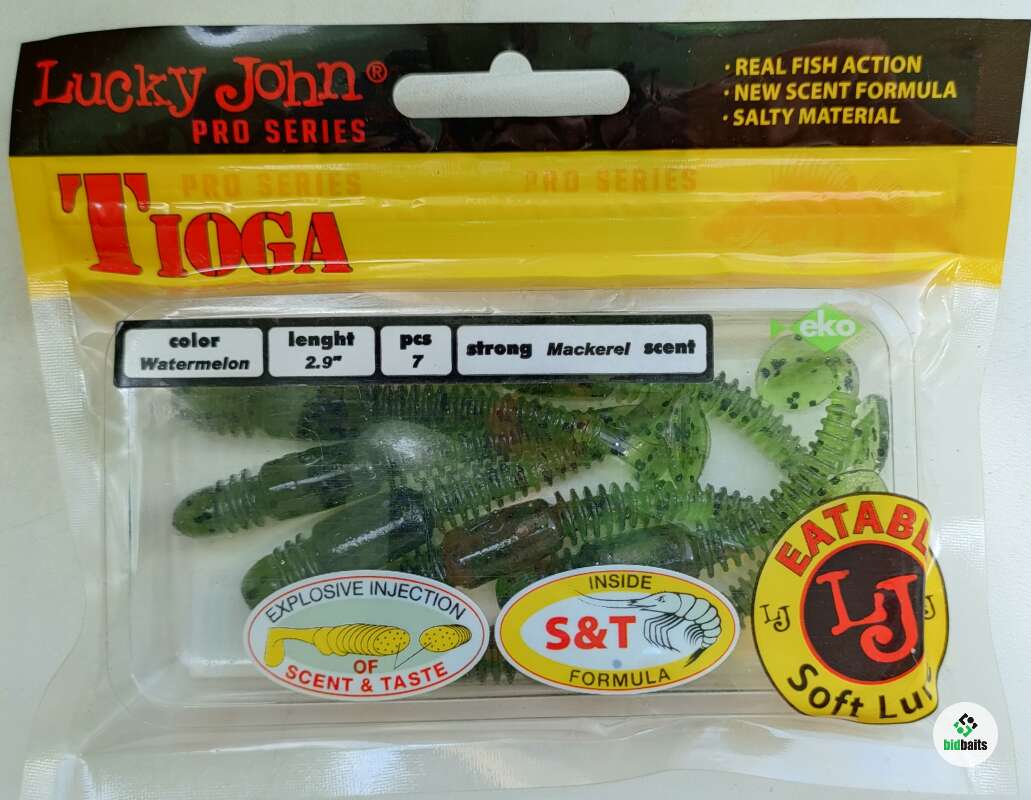 Lucky John®
PRO SERIES
• REAL FISH ACTION
• NEW SCENT FORMULA
• SALTY MATERIAL
PRO SERIES
PRO SERIES
TIOGA
color
Watermelon
lenght
2.9"
pcs
7
strong Mackerel scent
eko
EXPLOSIVE INJECTION
OF
SCENT & TASTE
INSIDE
S&T
FORMULA
EATABL
LJ
LJ
LJ
Soft Lu
bidbaits